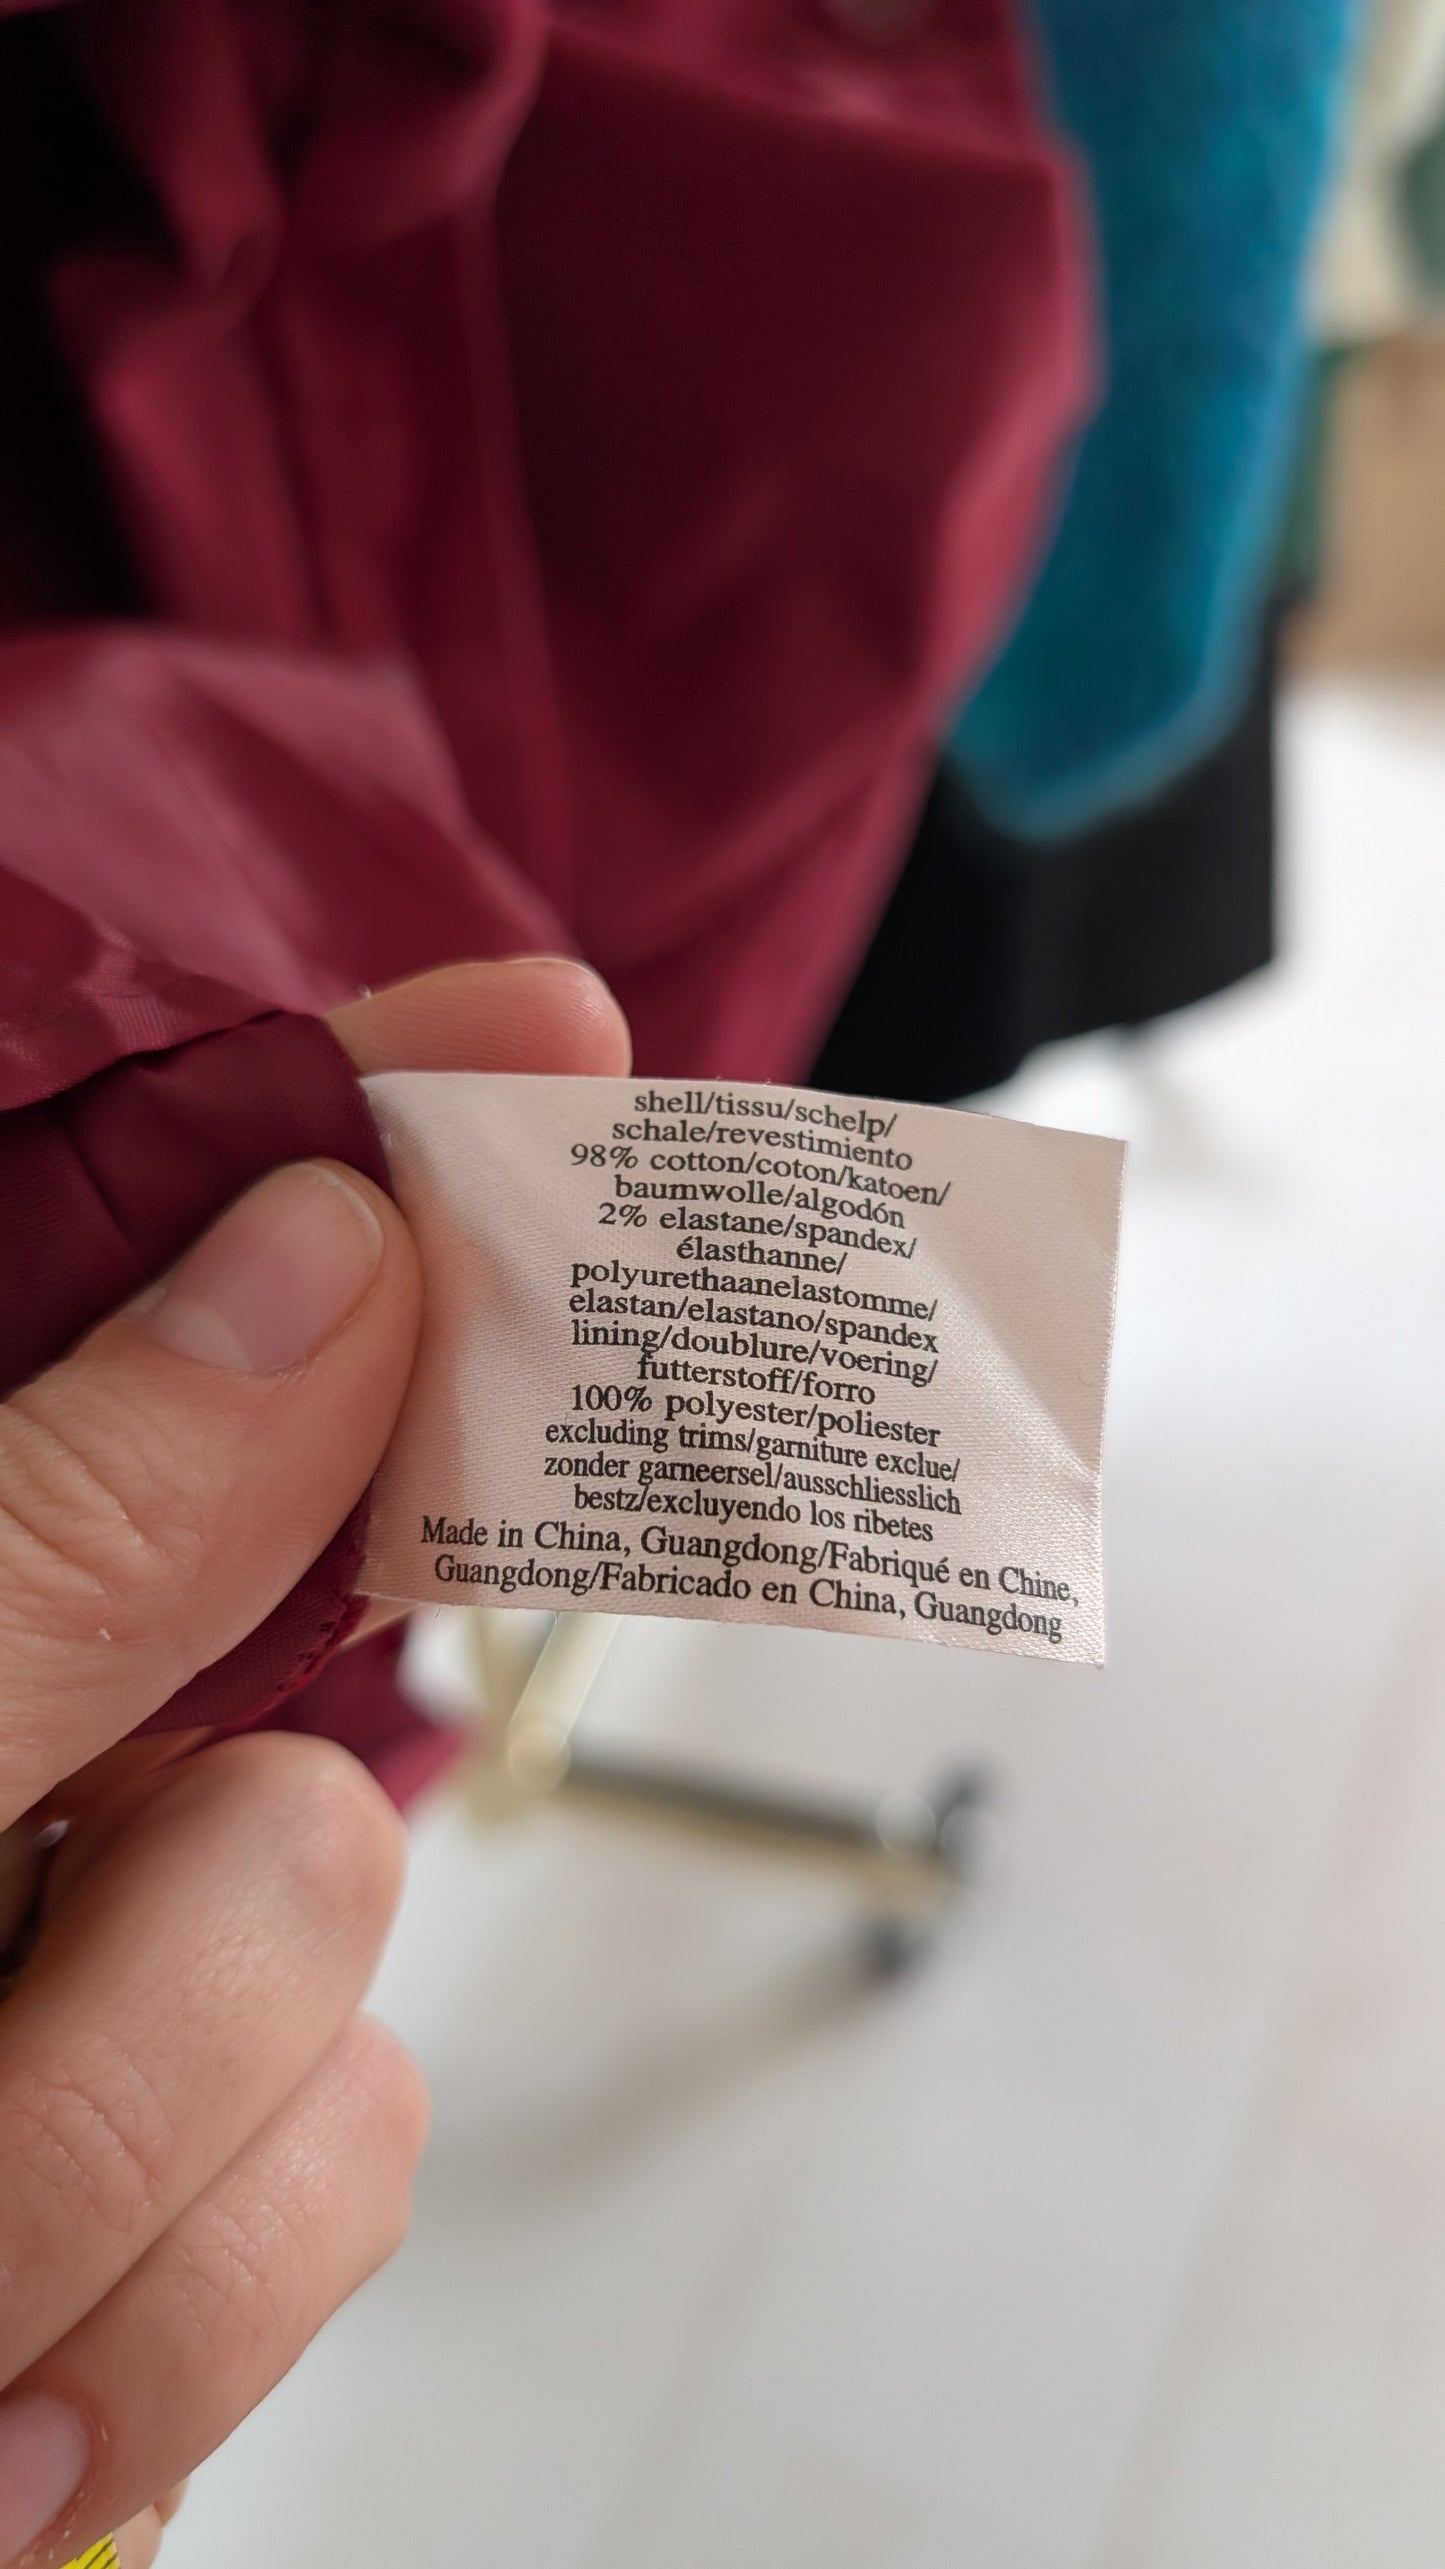 shell/tissu/schelp/
schale/revestimiento
98% cotton/coton/katoen/
baumwolle/algodón
2% elastane/spandex/
élasthanne/
polyurethaanelastomme/
elastan/elastano/spandex
lining/doublure/voering/
futterstoff/forro
100% polyester/poliester
excluding trims/garniture exclue/
zonder garneersel/ausschliesslich
bestz/excluyendo los ribetes
Made in China, Guangdong/Fabriqué en Chine,
Guangdong/Fabricado en China, Guangdong